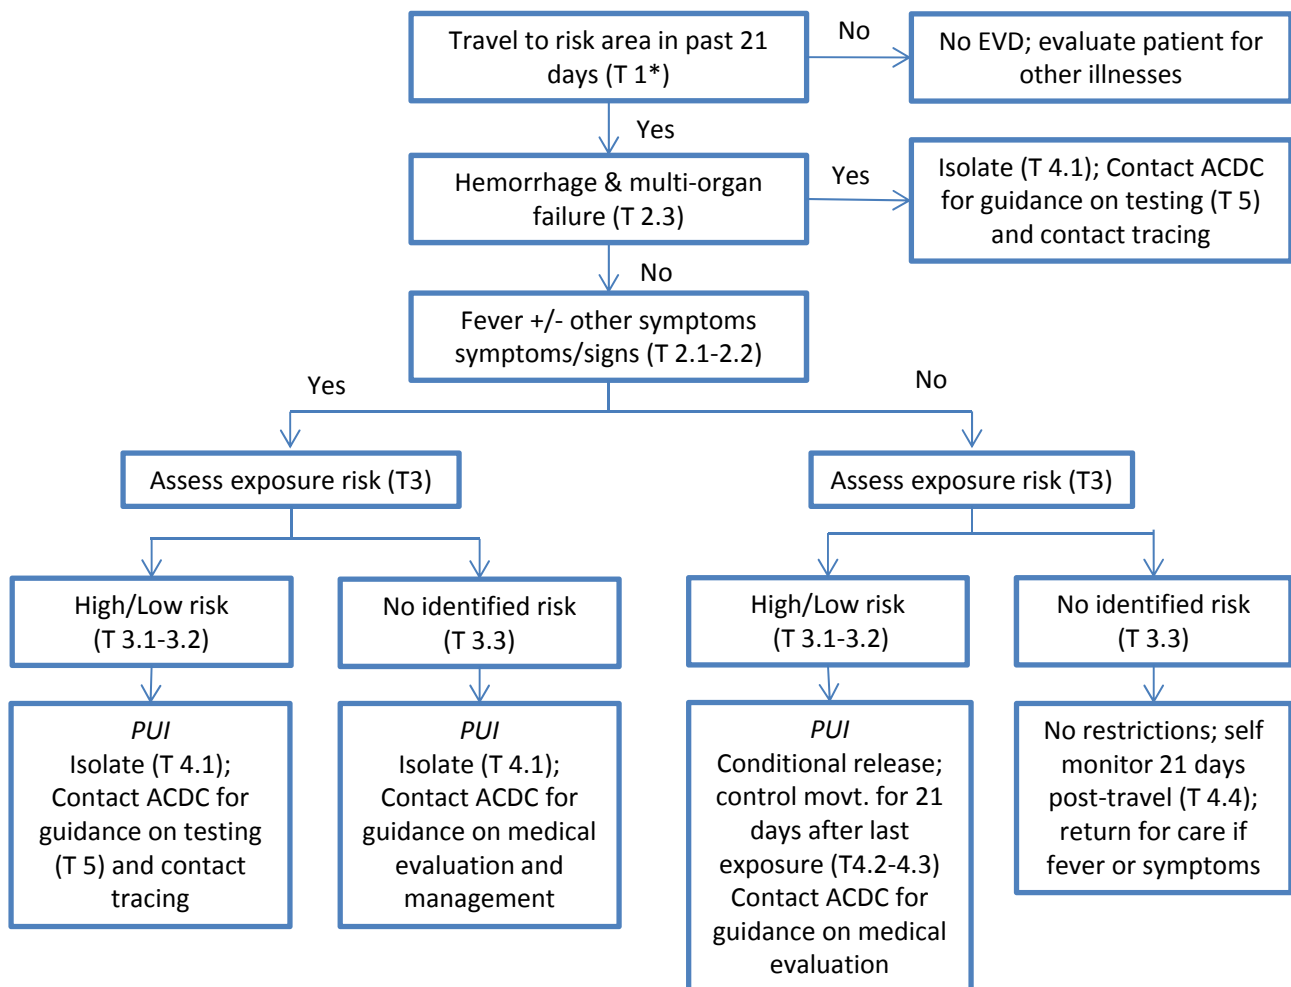 Travel to risk area in past 21
days (T 1*)
No
No EVD; evaluate patient for
other illnesses
Yes
Hemorrhage & multi-organ
failure (T 2.3)
Yes
Isolate (T 4.1); Contact ACDC
for guidance on testing (T 5)
and contact tracing
No
Fever +/- other symptoms
symptoms/signs (T 2.1-2.2)
Yes
No
Assess exposure risk (T3)
Assess exposure risk (T3)
High/Low risk
(T 3.1-3.2)
No identified risk
(T 3.3)
High/Low risk
(T 3.1-3.2)
No identified risk
(T 3.3)
PUI
Isolate (T 4.1);
Contact ACDC for
guidance on testing
(T 5) and contact
tracing
PUI
Isolate (T 4.1);
Contact ACDC for
guidance on medical
evaluation and
management
PUI
Conditional release;
control movt. for 21
days after last
exposure (T4.2-4.3)
Contact ACDC for
guidance on medical
evaluation
No restrictions; self
monitor 21 days
post-travel (T 4.4);
return for care if
fever or symptoms